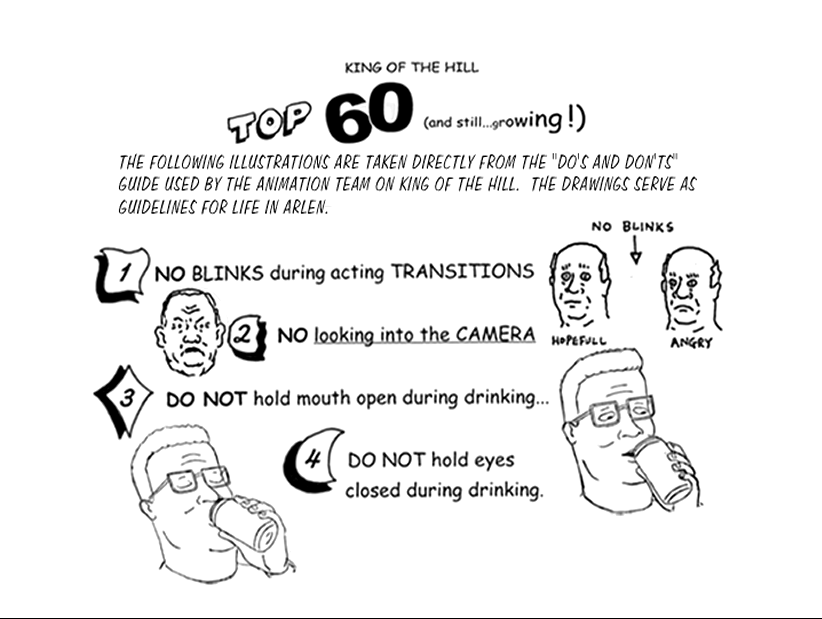 KING OF THE HILL
TOP 60 (and still...growing!)
THE FOLLOWING ILLUSTRATIONS ARE TAKEN DIRECTLY FROM THE "DO'S AND DON'TS"
GUIDE USED BY THE ANIMATION TEAM ON KING OF THE HILL. THE DRAWINGS SERVE AS
GUIDELINES FOR LIFE IN ARLEN.
NO BLINKS
1 NO BLINKS during acting TRANSITIONS
HOPEFULL
ANGRY
2 NO looking into the CAMERA
3 DO NOT hold mouth open during drinking...
4 DO NOT hold eyes
closed during drinking.